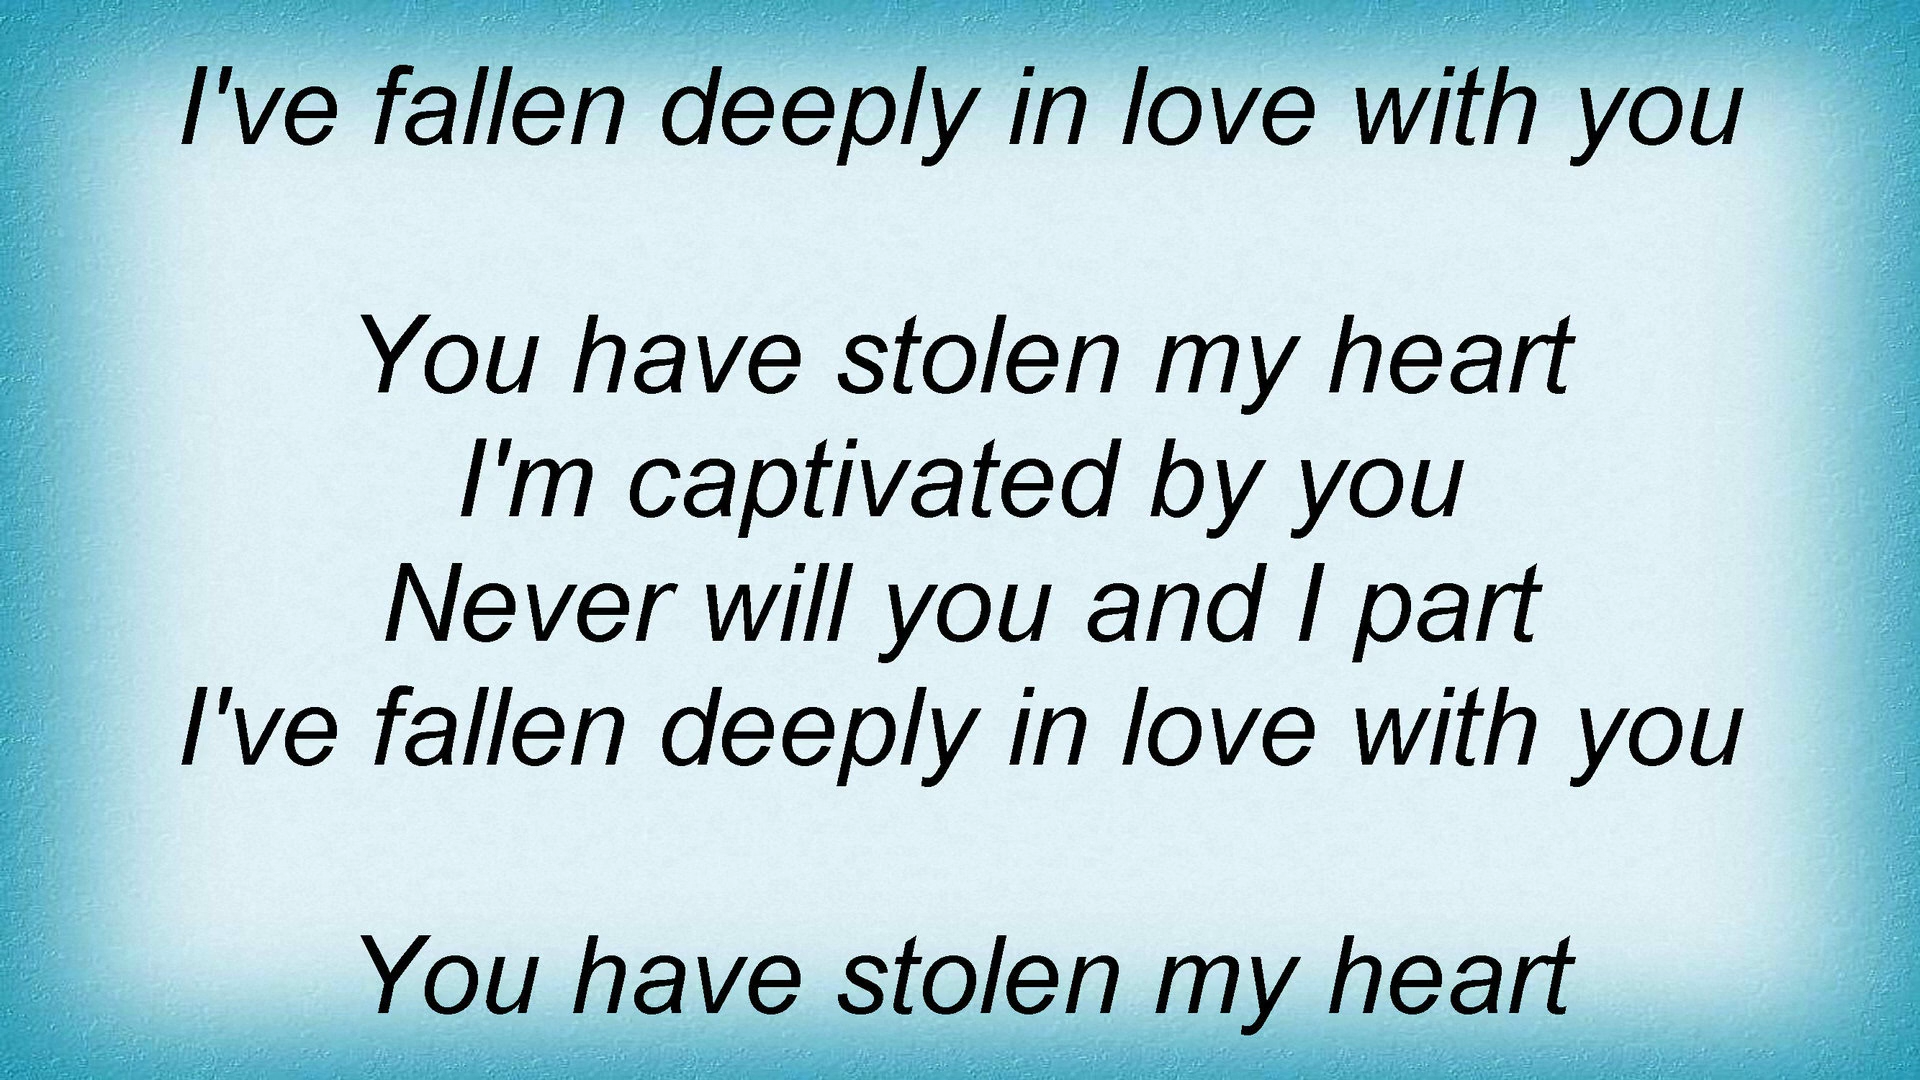 I've fallen deeply in love with you
You have stolen my heart
I'm captivated by you
Never will you and I part
I've fallen deeply in love with you
You have stolen my heart